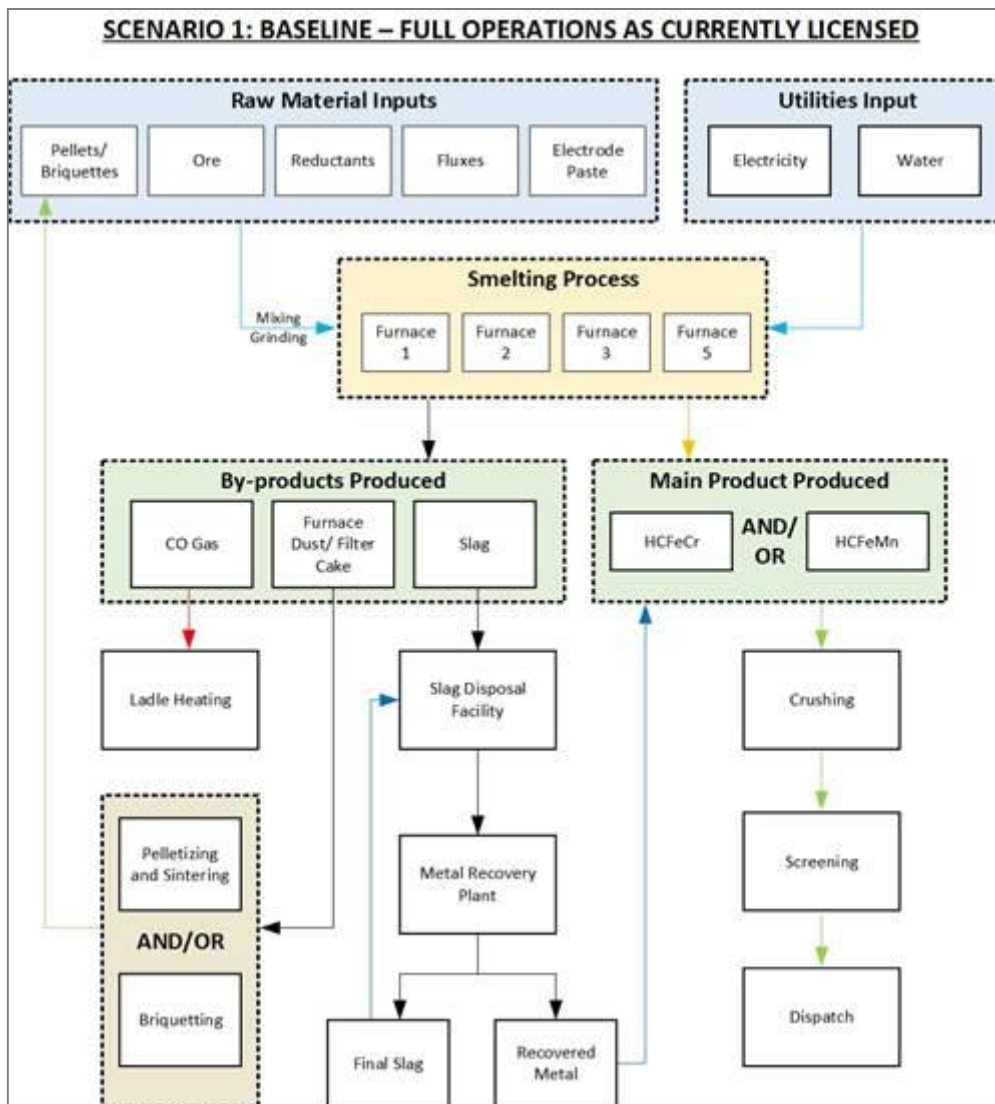 SCENARIO 1: BASELINE – FULL OPERATIONS AS CURRENTLY LICENSED
Raw Material Inputs
Pellets/
Briquettes
Ore
Reductants
Fluxes
Electrode
Paste
Utilities Input
Electricity
Water
Mixing
Grinding
Smelting Process
Furnace
1
Furnace
2
Furnace
3
Furnace
5
By-products Produced
CO Gas
Furnace
Dust/ Filter
Cake
Slag
Main Product Produced
HCFeCr
AND/
OR
HCFeMn
Ladle Heating
Slag Disposal
Facility
Crushing
Pelletizing
and Sintering
AND/OR
Briquetting
Metal Recovery
Plant
Screening
Final Slag
Recovered
Metal
Dispatch